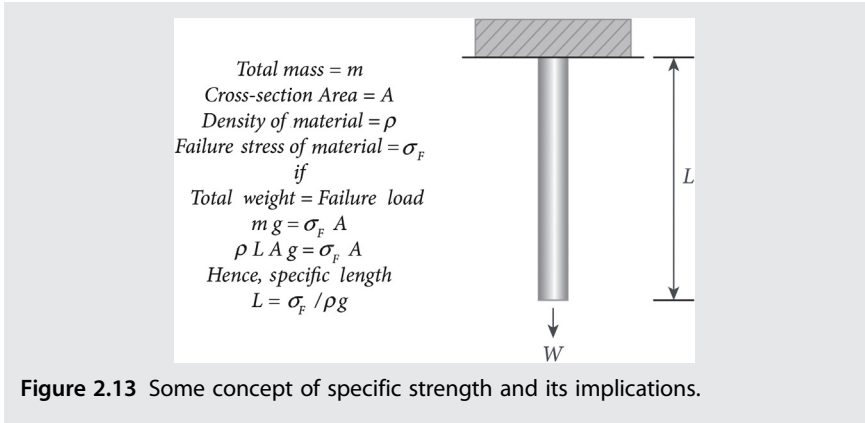 Total mass = m
Cross-section Area = A
Density of material = ρ
Failure stress of material = σF
if
Total weight = Failure load
m g = σF A
ρ L A g = σF A
Hence, specific length
L = σF /ρg
L
W
Figure 2.13 Some concept of specific strength and its implications.